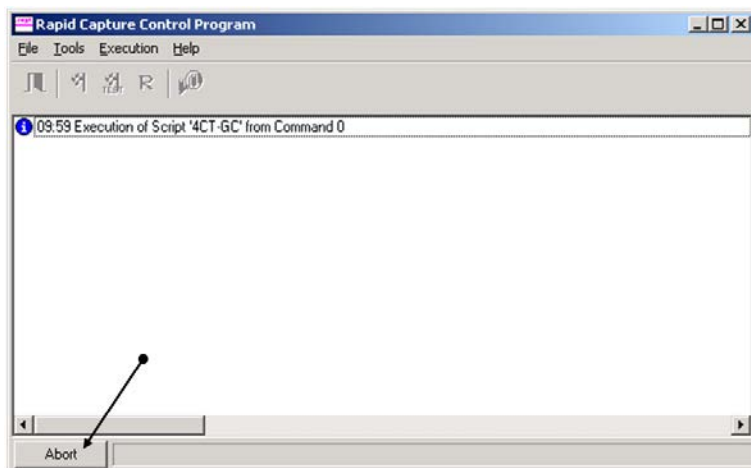 Rapid Capture Control Program
File Tools Execution Help
R
09:59 Execution of Script '4CT-GC' from Command 0
Abort